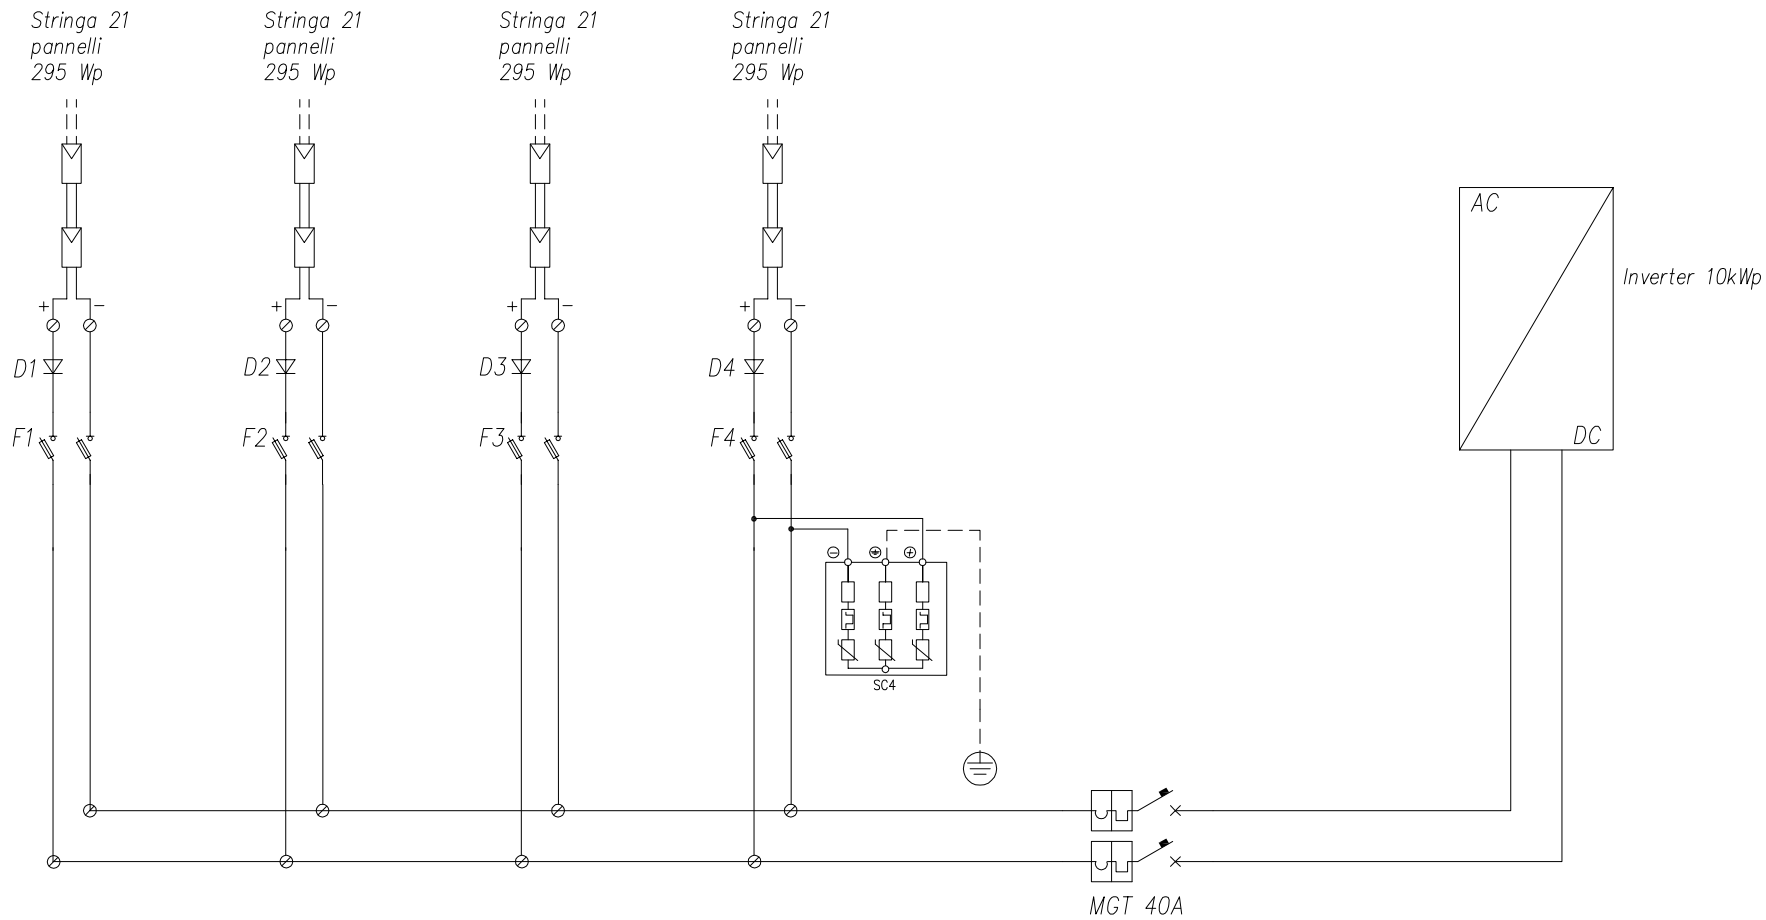 Stringa 21
pannelli
295 Wp
Stringa 21
pannelli
295 Wp
Stringa 21
pannelli
295 Wp
Stringa 21
pannelli
295 Wp
AC
Inverter 10kWp
DC
+ −
+ −
+ −
+ −
D1
D2
D3
D4
F1
F2
F3
F4
SC4
MGT 40A